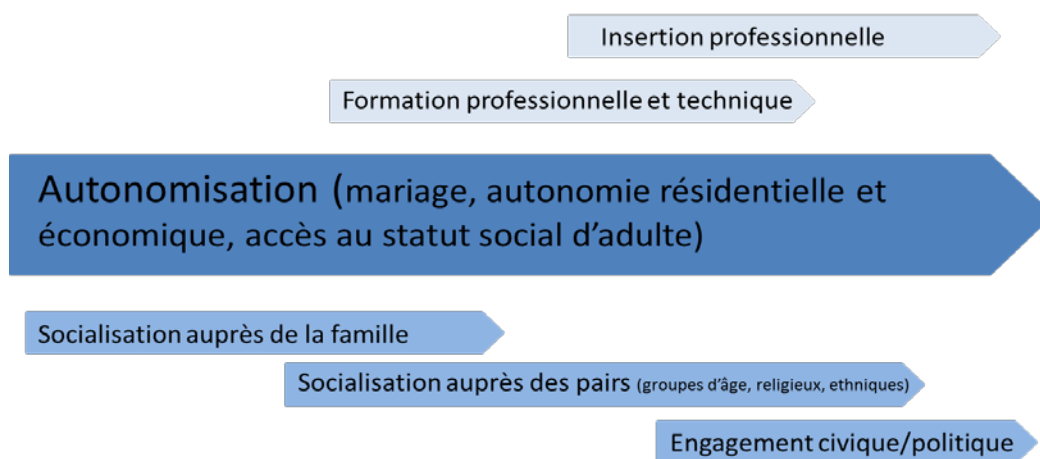 Insertion professionnelle
Formation professionnelle et technique
Autonomisation (mariage, autonomie résidentielle et
économique, accès au statut social d'adulte)
Socialisation auprès de la famille
Socialisation auprès des pairs (groupes d'âge, religieux, ethniques)
Engagement civique/politique